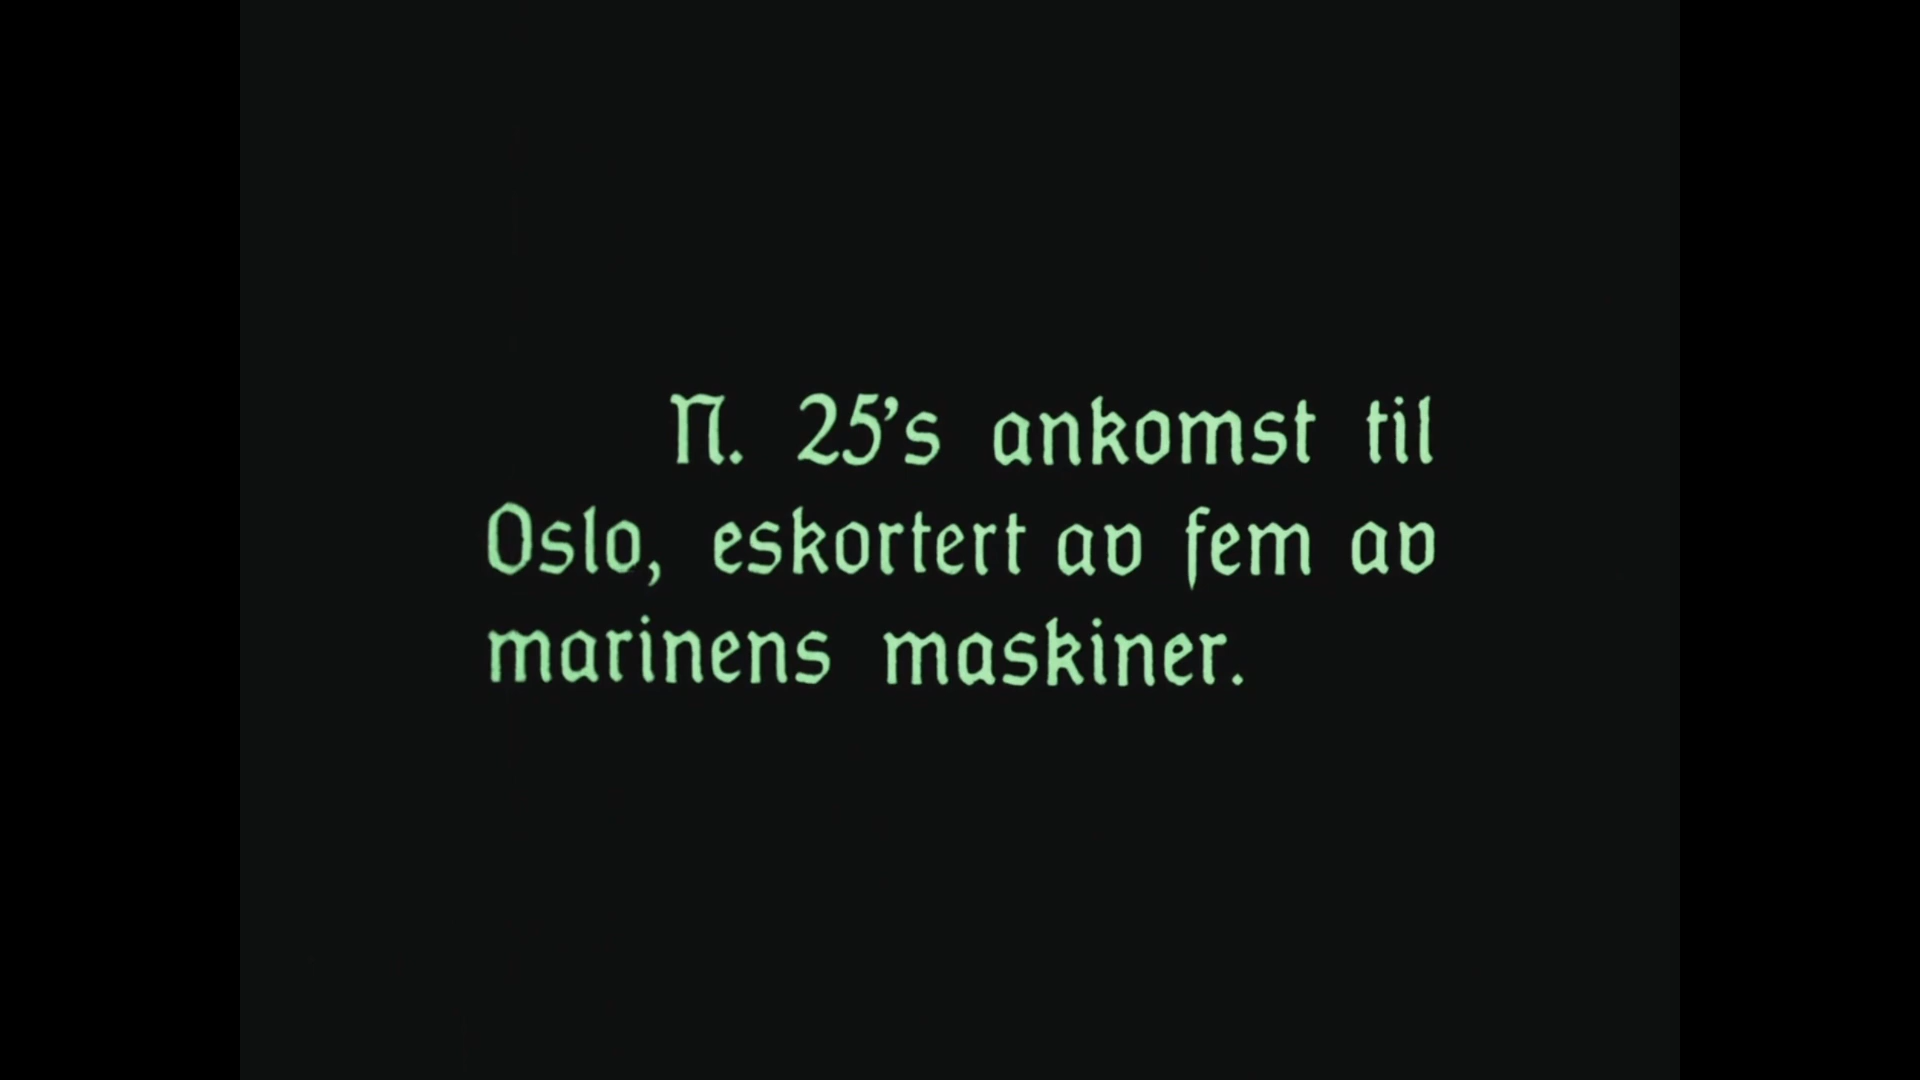 N. 25's ankomst til
Oslo, eskortert av fem av
marinens maskiner.